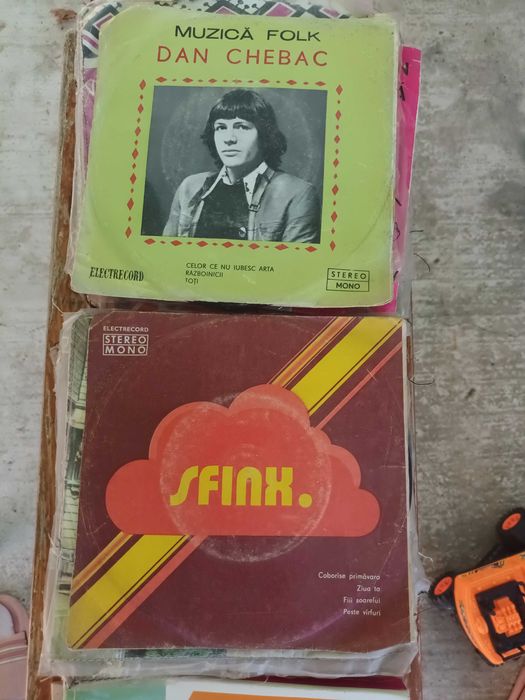 MUZICĂ FOLK
DAN CHEBAC
CELOR CE NU IUBESC ARTA
RĂZBOINICII
TOȚI
ELECTRECORD
STEREO
MONO
ELECTRECORD
STEREO
MONO
SFINX.
Coborîse primăvara
Ziua ta
Fiii soarelui
Peste vîrfuri